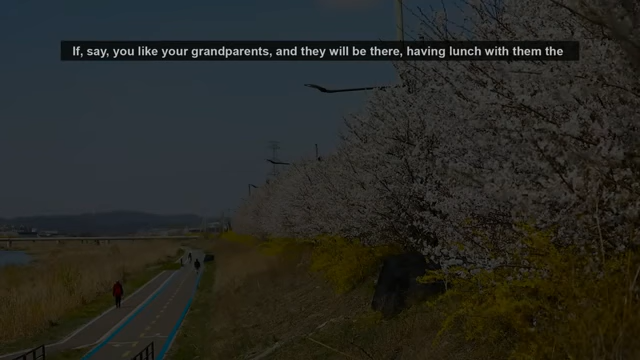 If, say, you like your grandparents, and they will be there, having lunch with them the